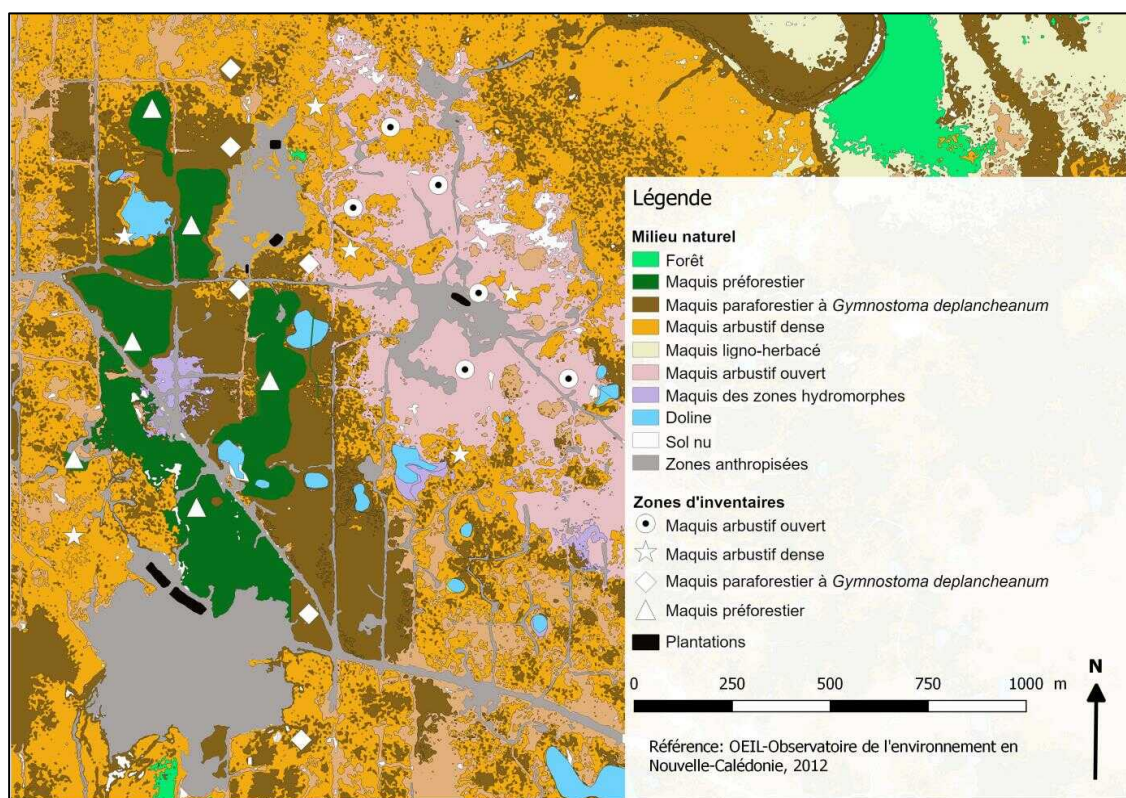 Légende
Milieu naturel
Forêt
Maquis préforestier
Maquis paraforestier à Gymnostoma deplancheanum
Maquis arbustif dense
Maquis ligno-herbacé
Maquis arbustif ouvert
Maquis des zones hydromorphes
Doline
Sol nu
Zones anthropisées
Zones d'inventaires
Maquis arbustif ouvert
Maquis arbustif dense
Maquis paraforestier à Gymnostoma deplancheanum
Maquis préforestier
Plantations
0 250 500 750 1000 m
N
Référence: OEIL-Observatoire de l'environnement en
Nouvelle-Calédonie, 2012